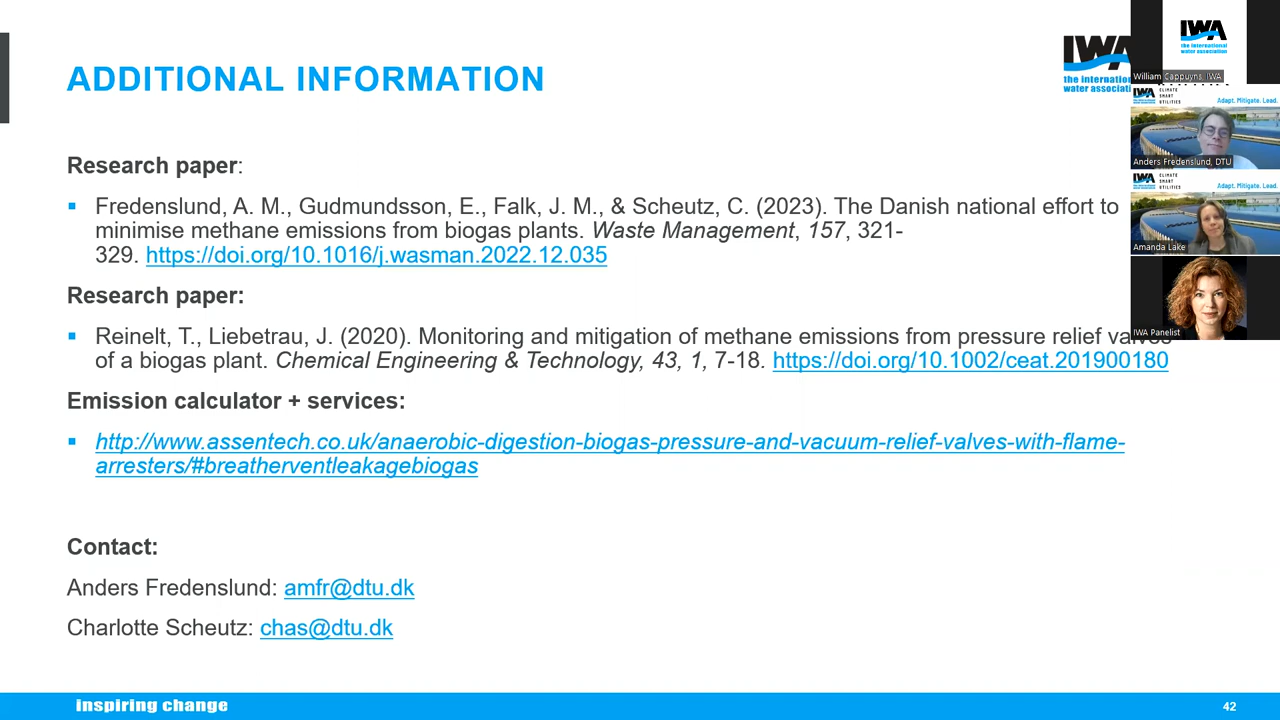 ADDITIONAL INFORMATION
IWA
the internati
water associati
Research paper:
▪ Fredenslund, A. M., Gudmundsson, E., Falk, J. M., & Scheutz, C. (2023). The Danish national effort to
minimise methane emissions from biogas plants. Waste Management, 157, 321-
329. https://doi.org/10.1016/j.wasman.2022.12.035
Research paper:
▪ Reinelt, T., Liebetrau, J. (2020). Monitoring and mitigation of methane emissions from pressure relief valves
of a biogas plant. Chemical Engineering & Technology, 43, 1, 7-18. https://doi.org/10.1002/ceat.201900180
Emission calculator + services:
▪ http://www.assentech.co.uk/anaerobic-digestion-biogas-pressure-and-vacuum-relief-valves-with-flame-
arresters/#breatherventleakagebiogas
Contact:
Anders Fredenslund: amfr@dtu.dk
Charlotte Scheutz: chas@dtu.dk
inspiring change
42
IWA
the international
water association
William Cappuyns, IWA
IWA
CLIMATE
SMART
UTILITIES
Adapt. Mitigate. Lead.
Anders Fredenslund, DTU
IWA
CLIMATE
SMART
UTILITIES
Adapt. Mitigate. Lead.
Amanda Lake
IWA Panelist